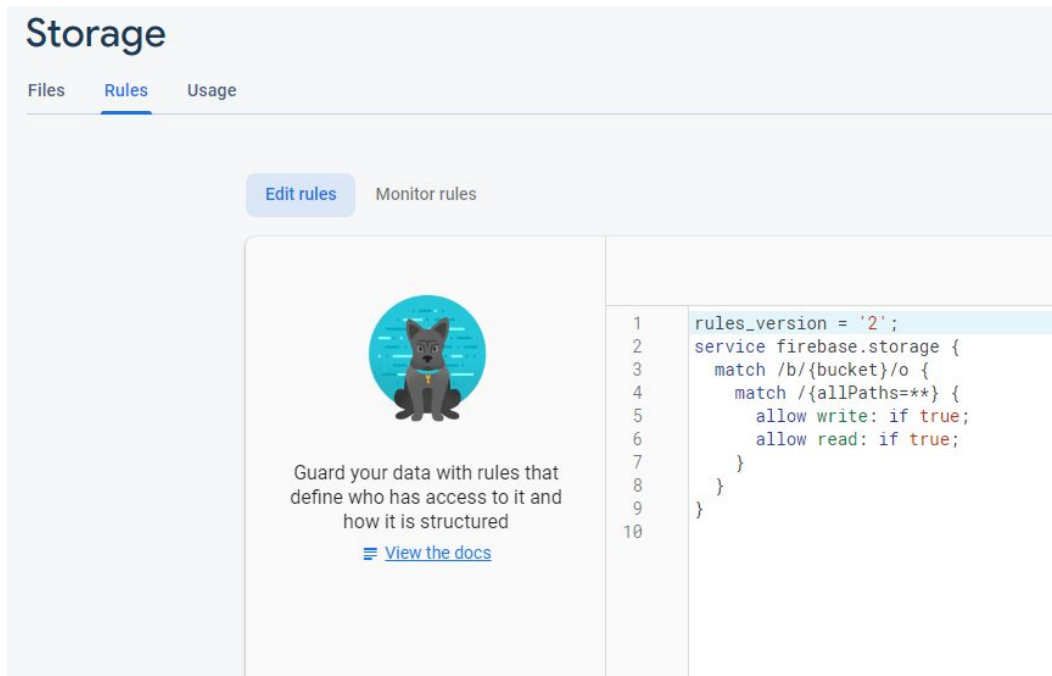 Storage
Files Rules Usage
Edit rules Monitor rules
Guard your data with rules that
define who has access to it and
how it is structured
View the docs
1 rules_version = '2';
2 service firebase.storage {
3   match /b/{bucket}/o {
4     match /{allPaths=**} {
5       allow write: if true;
6       allow read: if true;
7     }
8   }
9 }
10